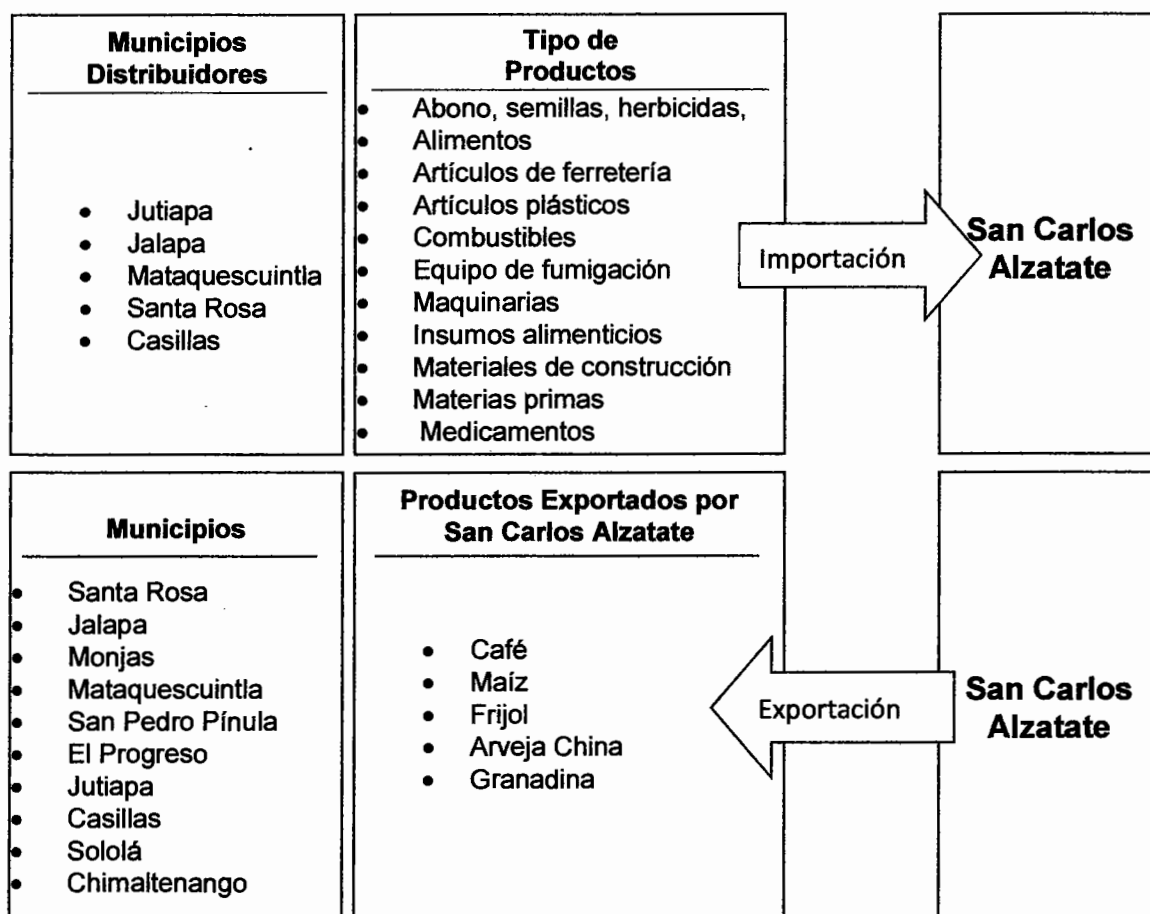 Municipios
Distribuidores
• Jutiapa
• Jalapa
• Mataquescuintla
• Santa Rosa
• Casillas
Tipo de
Productos
• Abono, semillas, herbicidas,
• Alimentos
• Artículos de ferretería
• Artículos plásticos
• Combustibles
• Equipo de fumigación
• Maquinarias
• Insumos alimenticios
• Materiales de construcción
• Materias primas
• Medicamentos
Importación
San Carlos
Alzatate
Municipios
• Santa Rosa
• Jalapa
• Monjas
• Mataquescuintla
• San Pedro Pínula
• El Progreso
• Jutiapa
• Casillas
• Sololá
• Chimaltenango
Productos Exportados por
San Carlos Alzatate
• Café
• Maíz
• Frijol
• Arveja China
• Granadina
Exportación
San Carlos
Alzatate